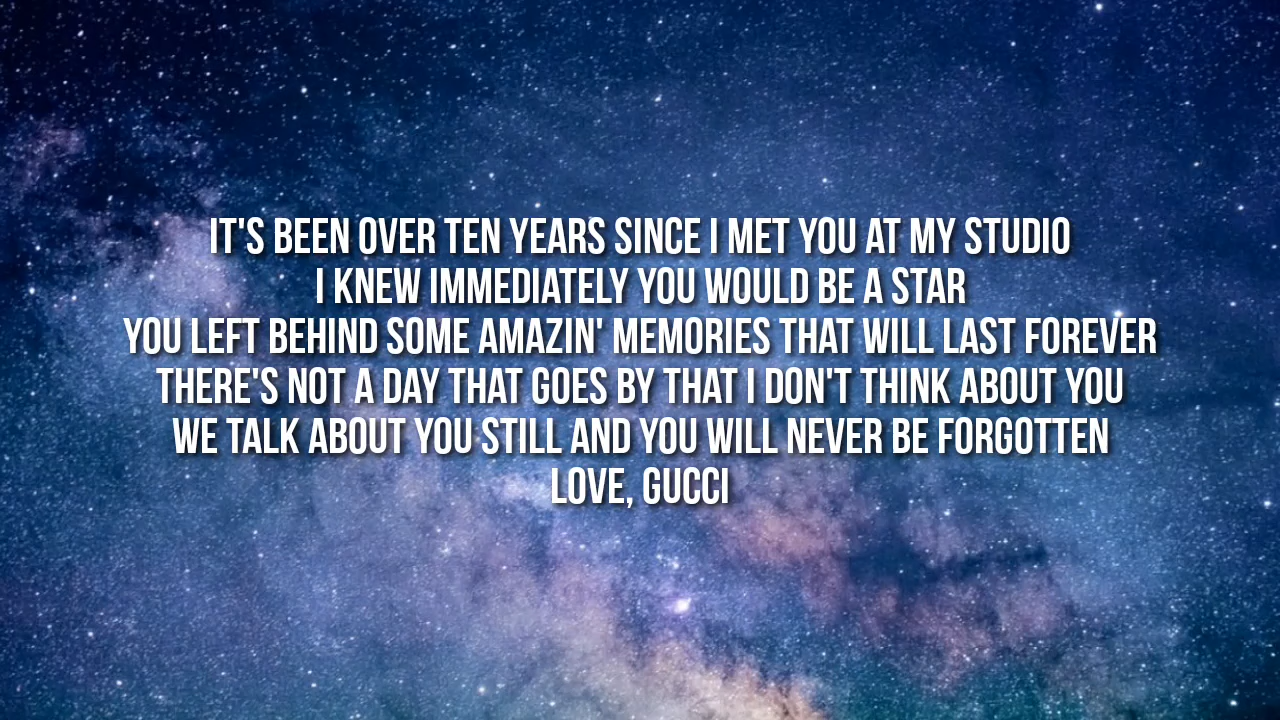 IT'S BEEN OVER TEN YEARS SINCE I MET YOU AT MY STUDIO
I KNEW IMMEDIATELY YOU WOULD BE A STAR
YOU LEFT BEHIND SOME AMAZIN' MEMORIES THAT WILL LAST FOREVER
THERE'S NOT A DAY THAT GOES BY THAT I DON'T THINK ABOUT YOU
WE TALK ABOUT YOU STILL AND YOU WILL NEVER BE FORGOTTEN
LOVE, GUCCI